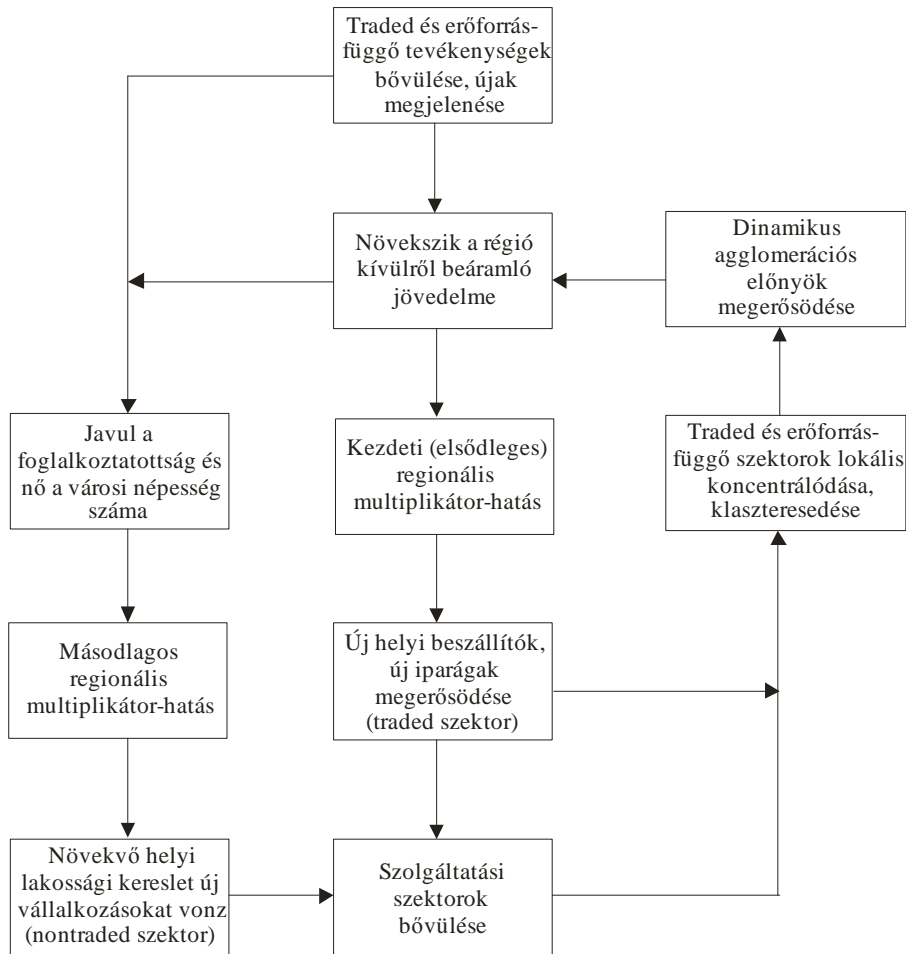 Traded és erőforrás-
függő tevékenységek
bővülése, újak
megjelenése
Növekszik a régió
kívülről beáramló
jövedelme
Dinamikus
agglomerációs
előnyök
megerősödése
Javul a
foglalkoztatottság és
nő a városi népesség
száma
Kezdeti (elsődleges)
regionális
multiplikátor-hatás
Traded és erőforrás-
függő szektorok lokális
koncentrálódása,
klaszteresedése
Másodlagos
regionális
multiplikátor-hatás
Új helyi beszállítók,
új iparágak
megerősödése
(traded szektor)
Növekvő helyi
lakossági kereslet új
vállalkozásokat vonz
(nontraded szektor)
Szolgáltatási
szektorok
bővülése